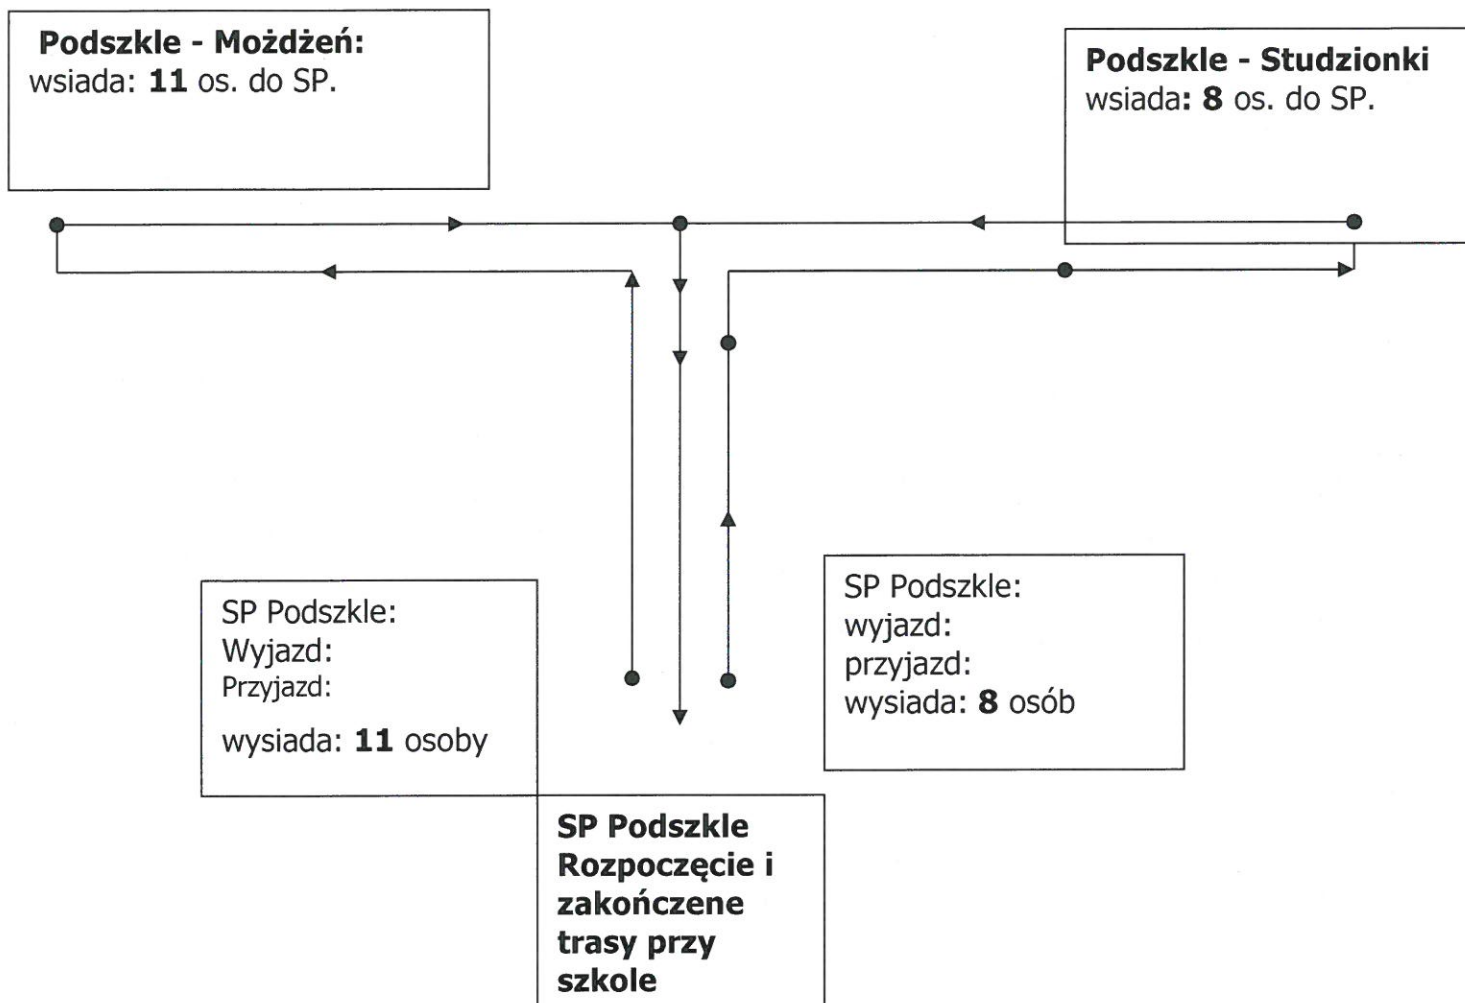 Podszkle - Możdżeń:
wsiada: 11 os. do SP.
Podszkle - Studzionki
wsiada: 8 os. do SP.
SP Podszkle:
Wyjazd:
Przyjazd:
wysiada: 11 osoby
SP Podszkle:
wyjazd:
przyjazd:
wysiada: 8 osób
SP Podszkle
Rozpoczęcie i
zakończene
trasy przy
szkole